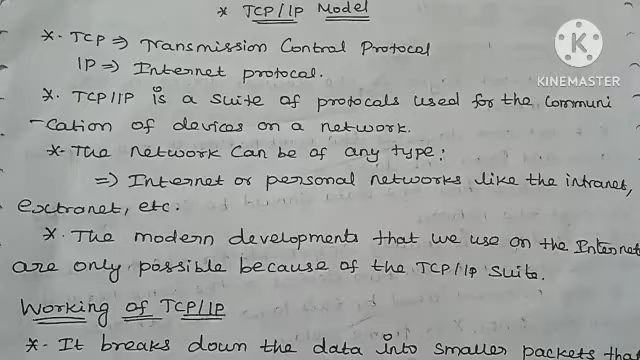 * TCP/IP Model
*. TCP => Transmission Control Protocal
IP => Internet protocal.
*. TCP/IP is a suite of protocals used for the communi
-cation of devices on a network.
*. The network can be of any type:
=> Internet or personal networks like the intranet,
extranet, etc.
*. The modern developments that we use on the Internet
are only possible because of the TCP/IP Suite.
Working of TCP/IP
*. It breaks down the data into smaller packets tha
K
KINEMASTER